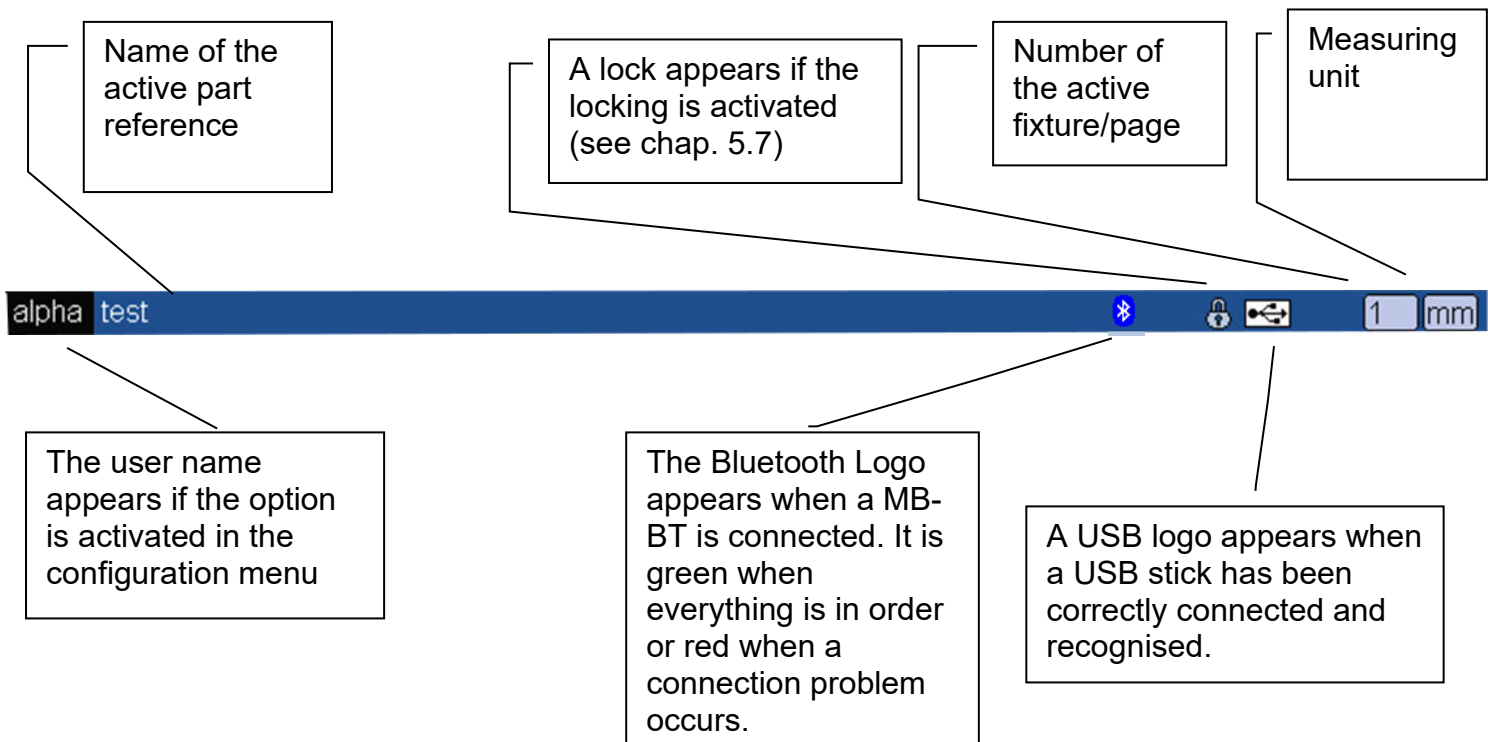 Name of the
active part
reference
A lock appears if the
locking is activated
(see chap. 5.7)
Number of
the active
fixture/page
Measuring
unit
alpha test 1 mm
The user name
appears if the option
is activated in the
configuration menu
The Bluetooth Logo
appears when a MB-
BT is connected. It is
green when
everything is in order
or red when a
connection problem
occurs.
A USB logo appears when
a USB stick has been
correctly connected and
recognised.